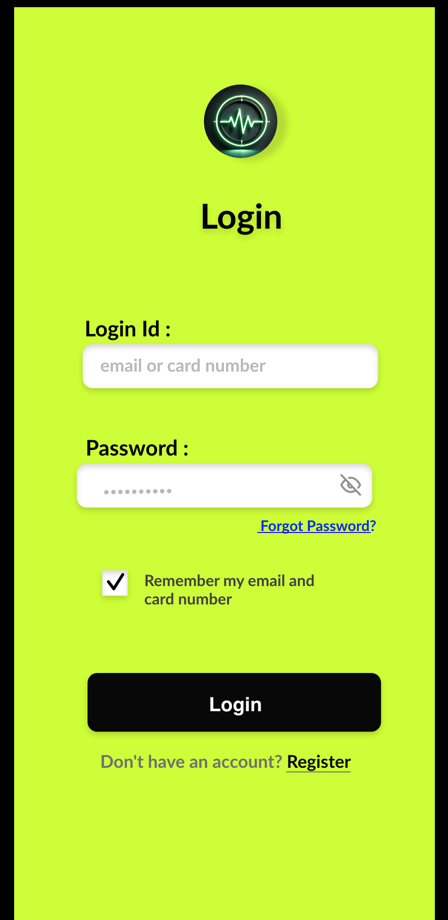 Login
Login Id :
email or card number
Password :
..........
Forgot Password?
Remember my email and
card number
Login
Don't have an account? Register